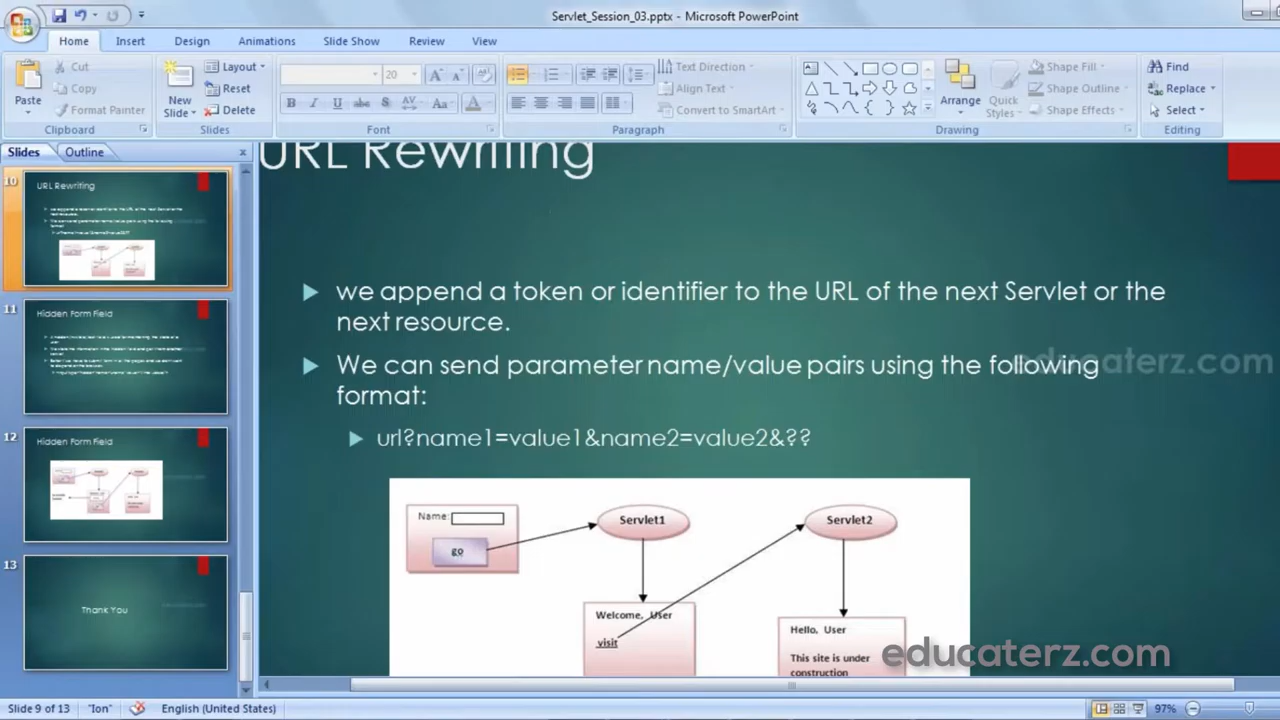 Servlet_Session_03.pptx - Microsoft PowerPoint
Home Insert Design Animations Slide Show Review View
Paste Cut Copy Format Painter
New Slide Layout Reset Delete
20
Text Direction Align Text Convert to SmartArt
Arrange Quick Styles Shape Fill Shape Outline Shape Effects
Find Replace Select
Clipboard Slides Font Paragraph Drawing Editing
Slides Outline
10
URL Rewriting
11
Hidden Form Field
12
Hidden Form Field
13
Thank You
URL Rewriting
we append a token or identifier to the URL of the next Servlet or the
next resource.
We can send parameter name/value pairs using the following
format:
educaterz.com
url?name1=value1&name2=value2&??
Name:
go
Servlet1
Servlet2
Welcome, User
visit
Hello, User
This site is under
construction
educaterz.com
Slide 9 of 13 "Ion" English (United States) 97%